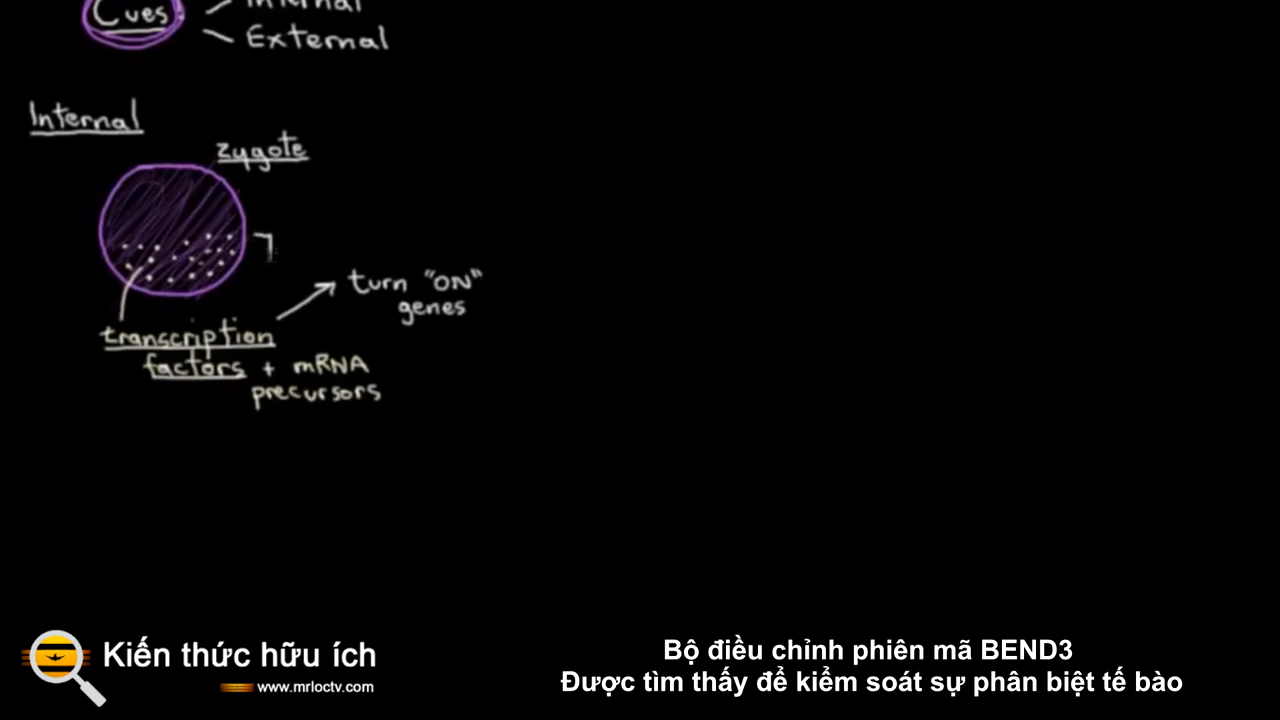 Cues
Internal
External
Internal
zygote
turn "ON"
genes
transcription
factors + mRNA
precursors
Kiến thức hữu ích
www.mrloctv.com
Bộ điều chỉnh phiên mã BEND3
Được tìm thấy để kiểm soát sự phân biệt tế bào